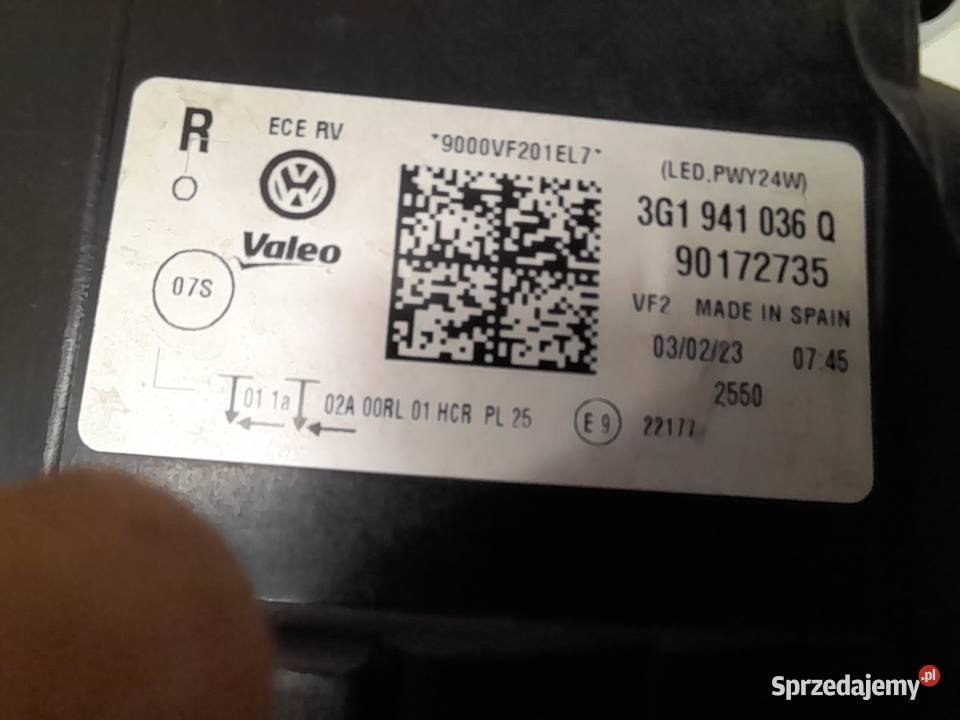 R
ECE RV
*9000VF201EL7*
(LED.PWY24W)
3G1 941 036 Q
Valeo
90172735
07S
VF2 MADE IN SPAIN
03/02/23 07:45
2550
01 1a 02A 00RL 01 HCR PL 25
E9 22177
Sprzedajemy.pl